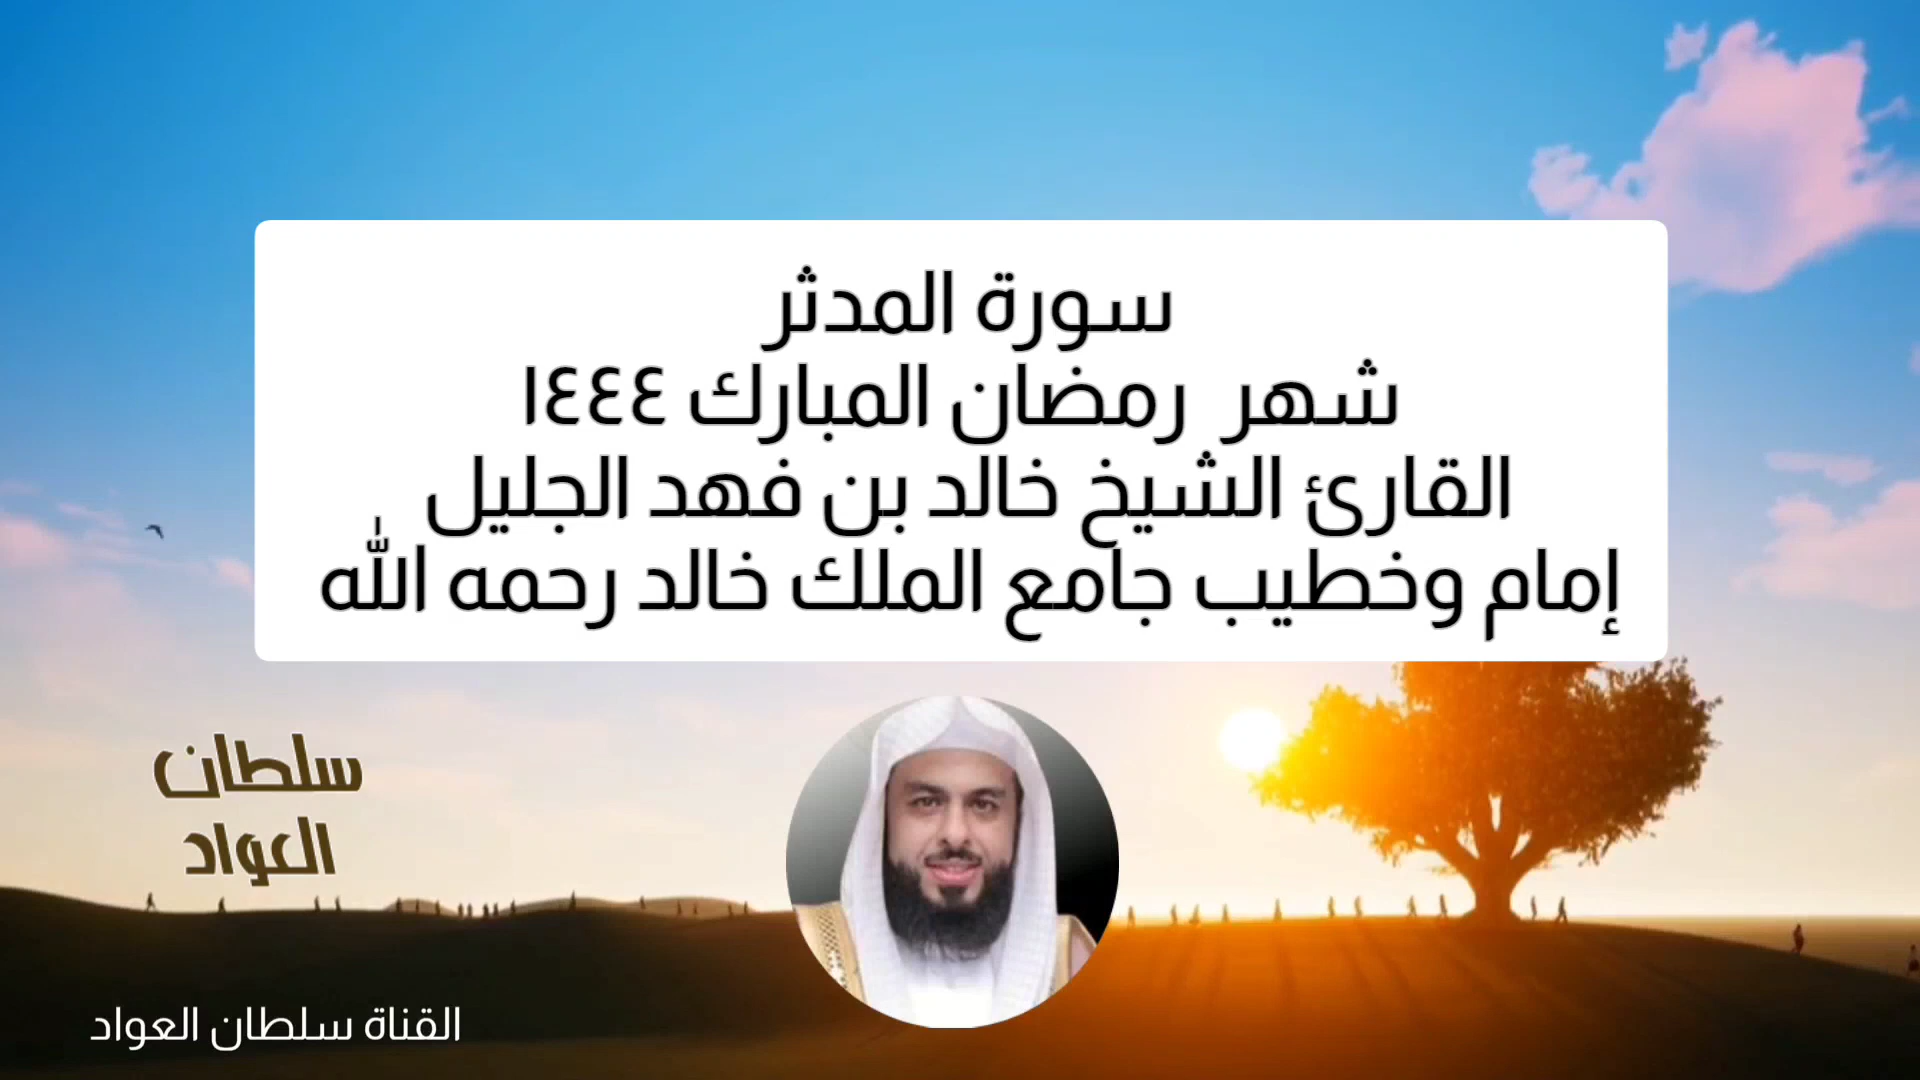 سورة المدثر
شهر رمضان المبارك ١٤٤٤
القارئ الشيخ خالد بن فهد الجليل
إمام وخطيب جامع الملك خالد رحمه الله
سلطان
العواد
القناة سلطان العواد